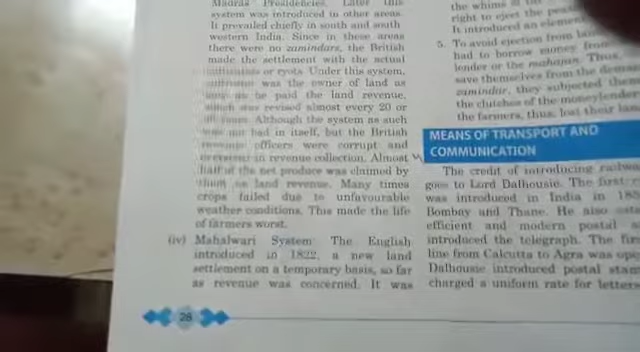 Madras Presidencies. Later this
system was introduced in other areas.
It prevailed chiefly in south and south
western India. Since in these areas
there were no zamindars, the British
made the settlement with the actual
or ryots. Under this system,
was the owner of land as
be paid the land revenue,
which was revised almost every 20 or
Although the system as such
was not bad in itself, but the British
officers were corrupt and
in revenue collection. Almost
half of the net produce was claimed by
them as land revenue. Many times
crops failed due to unfavourable
weather conditions. This made the life
of farmers worst.
(iv) Mahalwari System The English
introduced in 1822, a new land
settlement on a temporary basis, so far
as revenue was concerned. It was
28
the whims
right to eject the
It introduced an
5. To avoid ejection from
had to borrow money from
lender or the mahajan. Thus,
save themselves from the
zamindar, they subjected
the clutches of the moneylender
the farmers, thus, lost their
MEANS OF TRANSPORT AND
COMMUNICATION
The credit of introducing
goes to Lord Dalhousie. The first
was introduced in India in
Bombay and Thane. He also
efficient and modern postal
introduced the telegraph. The
line from Calcutta to Agra was
Dalhousie introduced postal
charged a uniform rate for letters